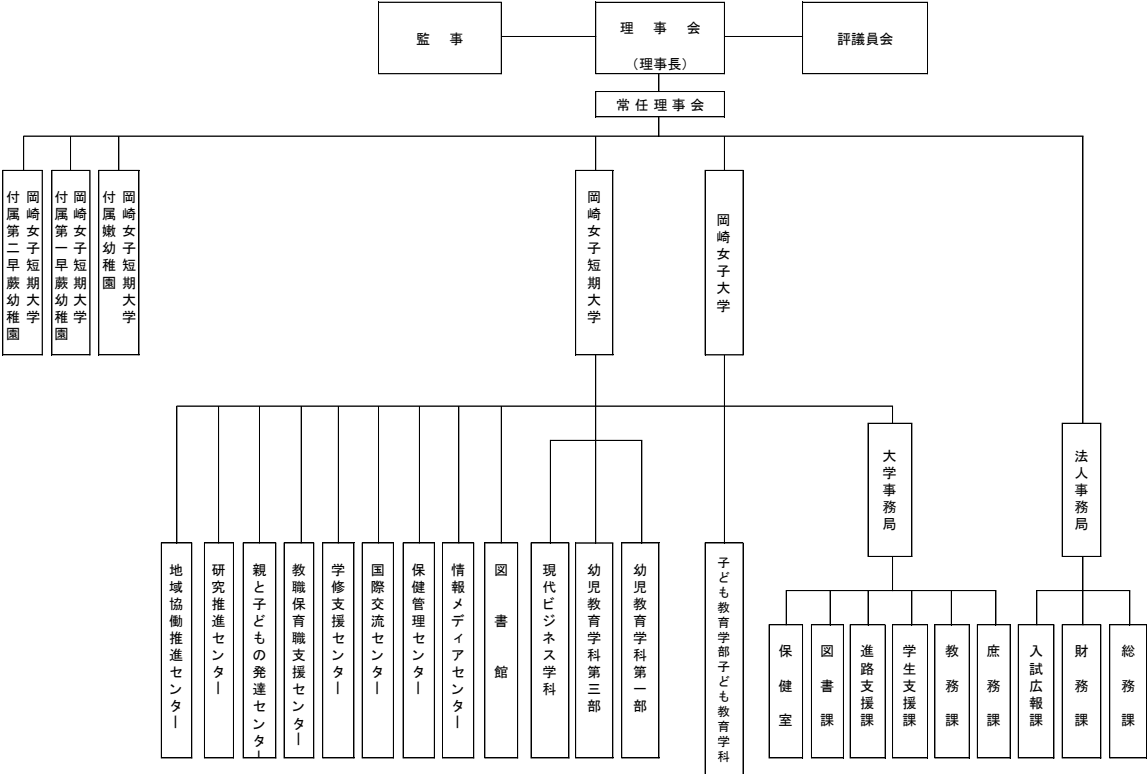 監 事
理 事 会
(理事長)
評議員会
常任理事会
岡崎女子短期大学
付属第二早蕨幼稚園
岡崎女子短期大学
付属第一早蕨幼稚園
岡崎女子短期大学
付属嫩幼稚園
岡崎女子短期大学
岡崎女子大学
大学事務局
法人事務局
地域協働推進センター
研究推進センター
親と子どもの発達センター
教職保育職支援センター
学修支援センター
国際交流センター
保健管理センター
情報メディアセンター
図書館
現代ビジネス学科
幼児教育学科第三部
幼児教育学科第一部
子ども教育学部子ども教育学科
保健室
図書課
進路支援課
学生支援課
教務課
庶務課
入試広報課
財務課
総務課